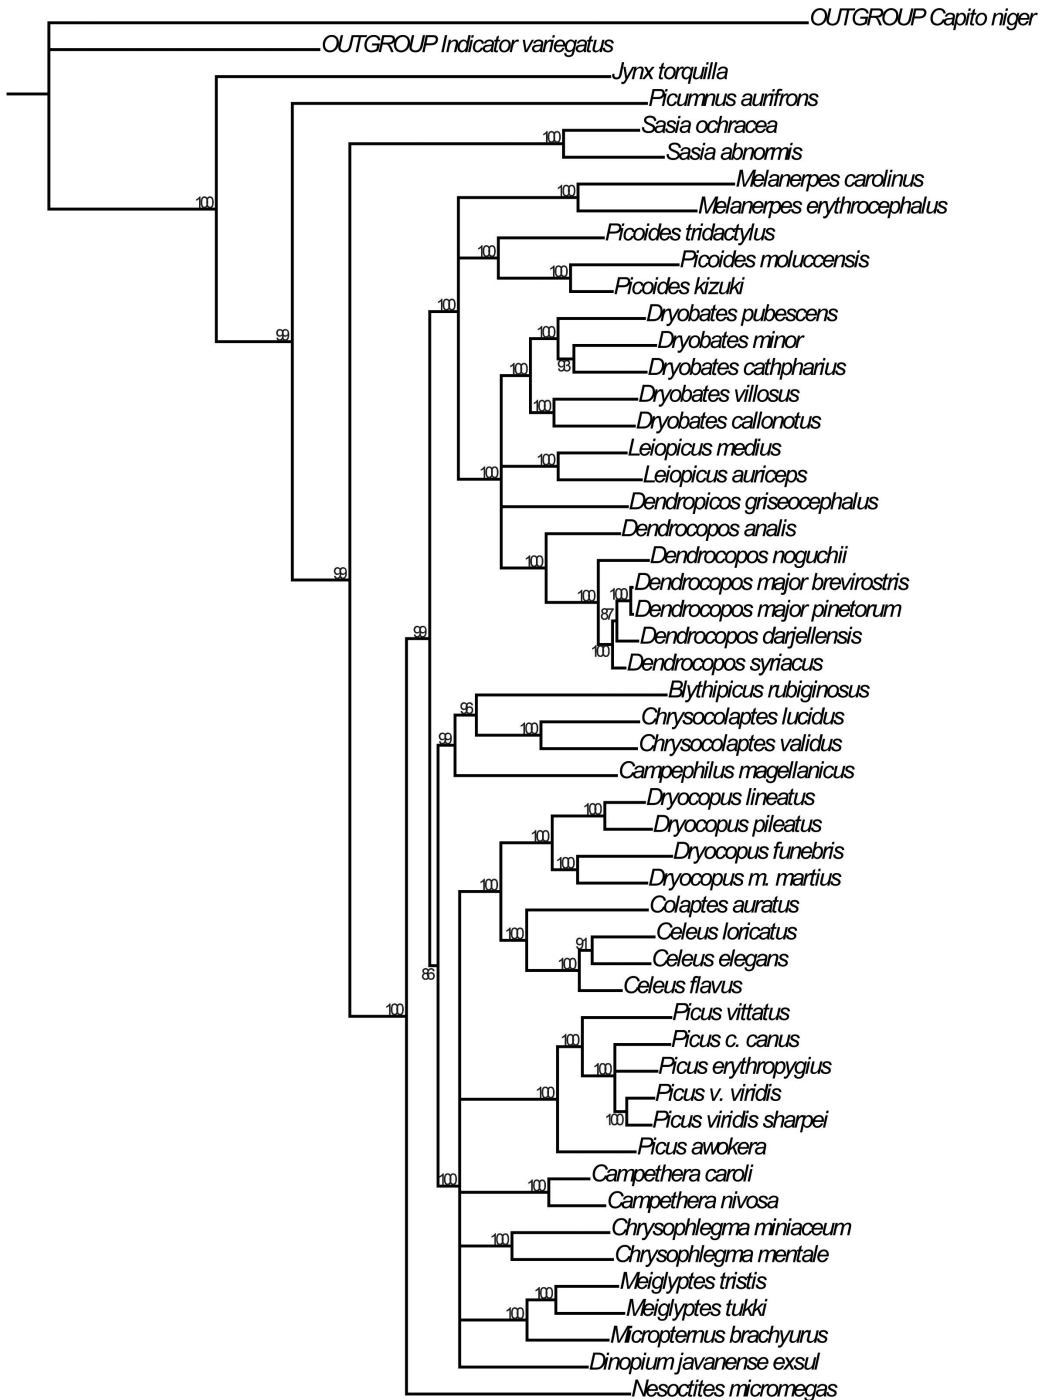 OUTGROUP Capito niger
OUTGROUP Indicator variegatus
Jynx torquilla
Picumnus aurifrons
Sasia ochracea
100
Sasia abnormis
Melanerpes carolinus
100
100
Melanerpes erythrocephalus
Picoides tridactylus
100
Picoides moluccensis
100
Picoides kizuki
100
Dryobates pubescens
100
99
Dryobates minor
100
93
Dryobates cathpharius
Dryobates villosus
100
Dryobates callonotus
Leiopicus medius
100
100
Leiopicus auriceps
Dendropicos griseocephalus
Dendrocopos analis
100
Dendrocopos noguchii
99
Dendrocopos major brevirostris
100
100
Dendrocopos major pinetorum
87
99
Dendrocopos darjellensis
100
Dendrocopos syriacus
Blythipicus rubiginosus
96
Chrysocolaptes lucidus
100
99
Chrysocolaptes validus
Campephilus magellanicus
Dryocopus lineatus
100
Dryocopus pileatus
100
Dryocopus funebris
100
Dryocopus m. martius
100
Colaptes auratus
100
Celeus loricatus
91
Celeus elegans
100
86
Celeus flavus
100
Picus vittatus
100
Picus c. canus
Picus erythropygius
100
Picus v. viridis
100
100
Picus viridis sharpei
Picus awokera
Campethera caroli
100
100
Campethera nivosa
Chrysophlegma miniaceum
100
Chrysophlegma mentale
Meiglyptes tristis
100
Meiglyptes tukki
100
Micropternus brachyurus
Dinopium javanense exsul
Nesoctites micromegas